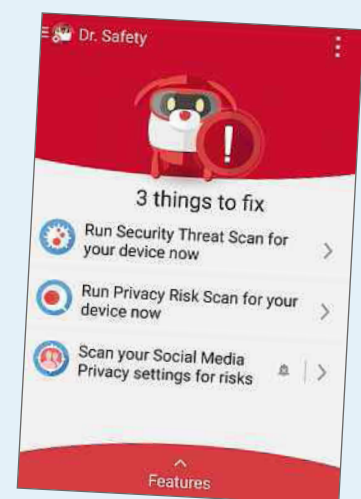 Dr. Safety
3 things to fix
Run Security Threat Scan for
your device now
Run Privacy Risk Scan for your
device now
Scan your Social Media
Privacy settings for risks
Features